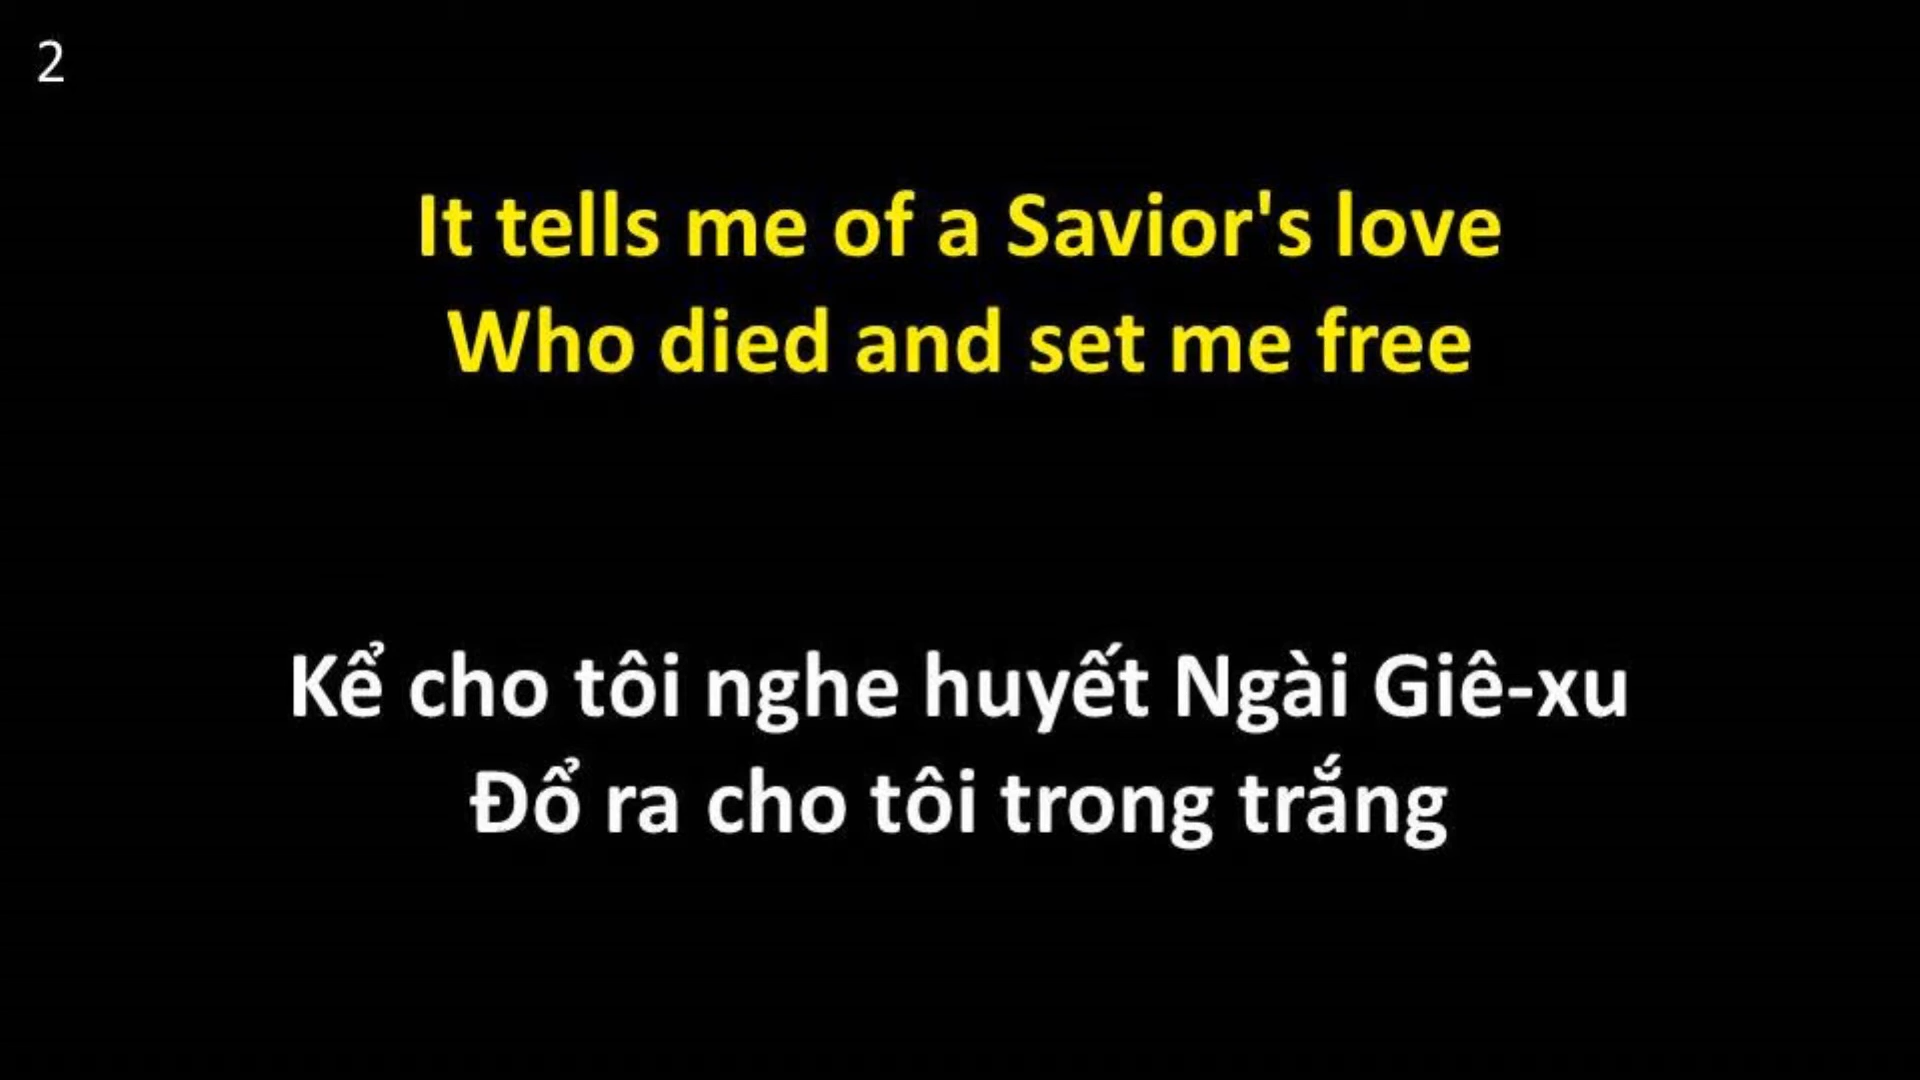 2
It tells me of a Savior's love
Who died and set me free
Kể cho tôi nghe huyết Ngài Giê-xu
Đổ ra cho tôi trong trắng